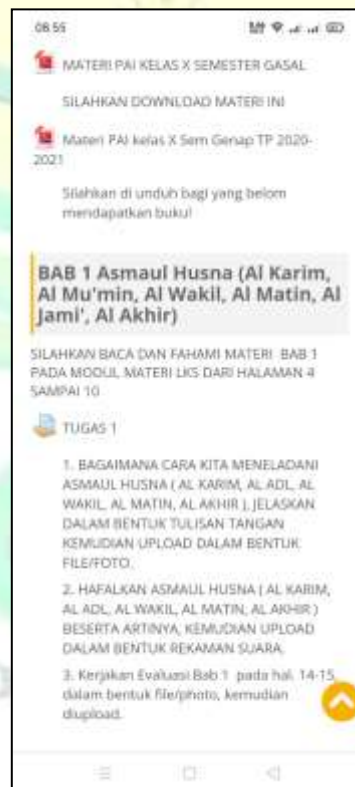 08.55
MATERI PAI KELAS X SEMESTER GASAL
SILAHKAN DOWNLOAD MATERI INI
Materi PAI kelas X Sem Genap TP 2020-
2021
Silahkan di unduh bagi yang belom
mendapatkan buku!
BAB 1 Asmaul Husna (Al Karim,
Al Mu'min, Al Wakil, Al Matin, Al
Jami', Al Akhir)
SILAHKAN BACA DAN FAHAMI MATERI BAB 1
PADA MODUL MATERI LKS DARI HALAMAN 4
SAMPAI 10
TUGAS 1
1. BAGAIMANA CARA KITA MENELADANI
ASMAUL HUSNA ( AL KARIM, AL ADL, AL
WAKIL, AL MATIN, AL AKHIR ), JELASKAN
DALAM BENTUK TULISAN TANGAN
KEMUDIAN UPLOAD DALAM BENTUK
FILE/FOTO.
2. HAFALKAN ASMAUL HUSNA ( AL KARIM,
AL ADL, AL WAKIL, AL MATIN, AL AKHIR )
BESERTA ARTINYA, KEMUDIAN UPLOAD
DALAM BENTUK REKAMAN SUARA.
3. Kerjakan Evaluasi Bab 1 pada hal. 14-15,
dalam bentuk file/photo, kemudian
diupload.